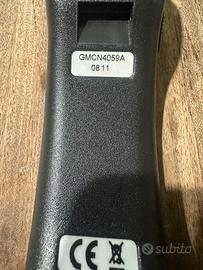 GMCN4059A
08 11
CE
subito